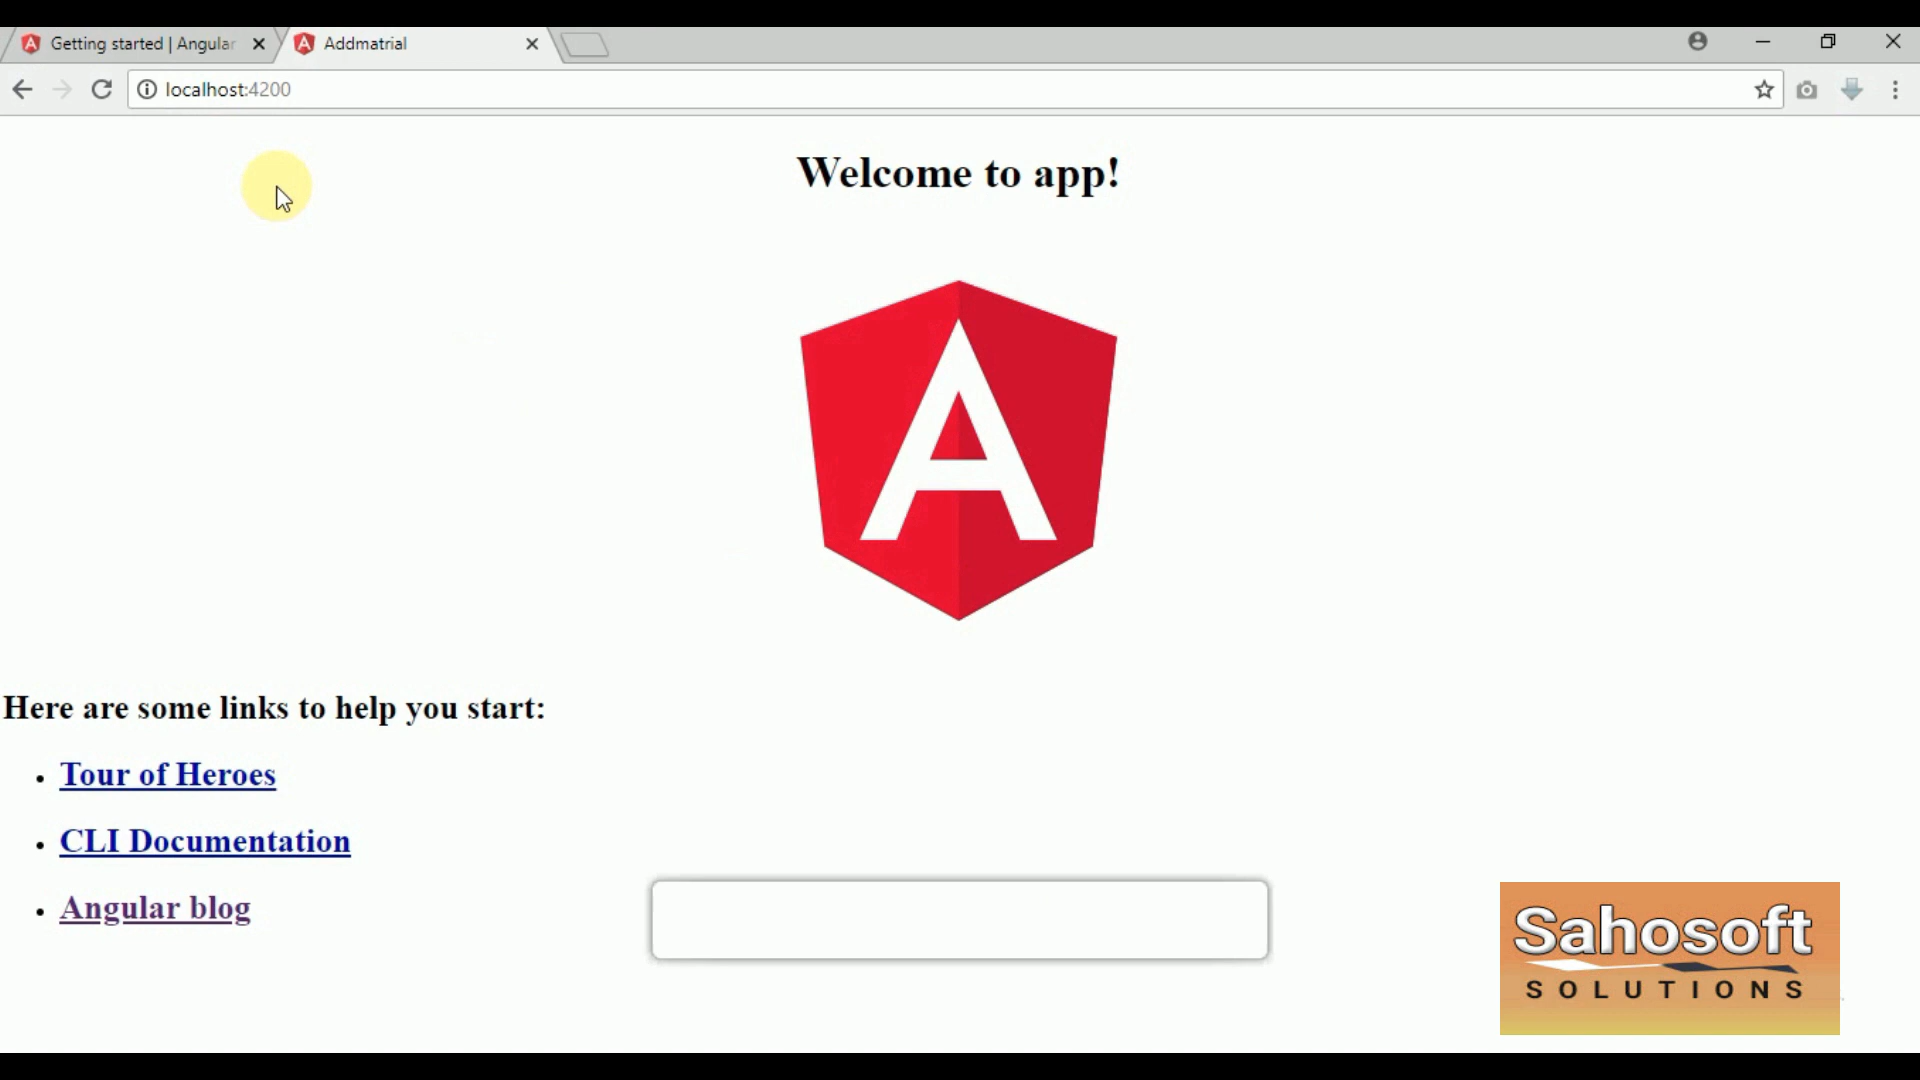 Getting started | Angular
Addmatrial
localhost:4200
Welcome to app!
A
Here are some links to help you start:
Tour of Heroes
CLI Documentation
Angular blog
Sahosoft
SOLUTIONS